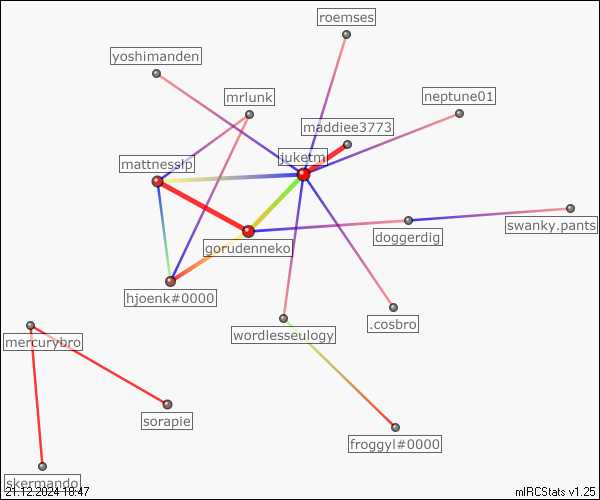 roemses
yoshimanden
mrlunk
neptune01
maddiee3773
juketm
mattnesslp
gorudenneko
doggerdig
swanky.pants
hjoenk#0000
wordlesseulogy
.cosbro
mercurybro
sorapie
froggyl#0000
skermando
21.12.2024 18:47
mIRCStats v1.25